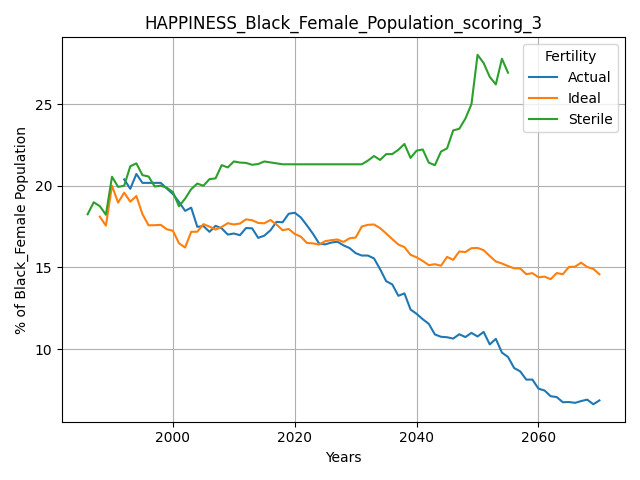 HAPPINESS_Black_Female_Population_scoring_3
% of Black_Female Population
25
20
15
10
2000
2020
2040
2060
Years
Fertility
Actual
Ideal
Sterile